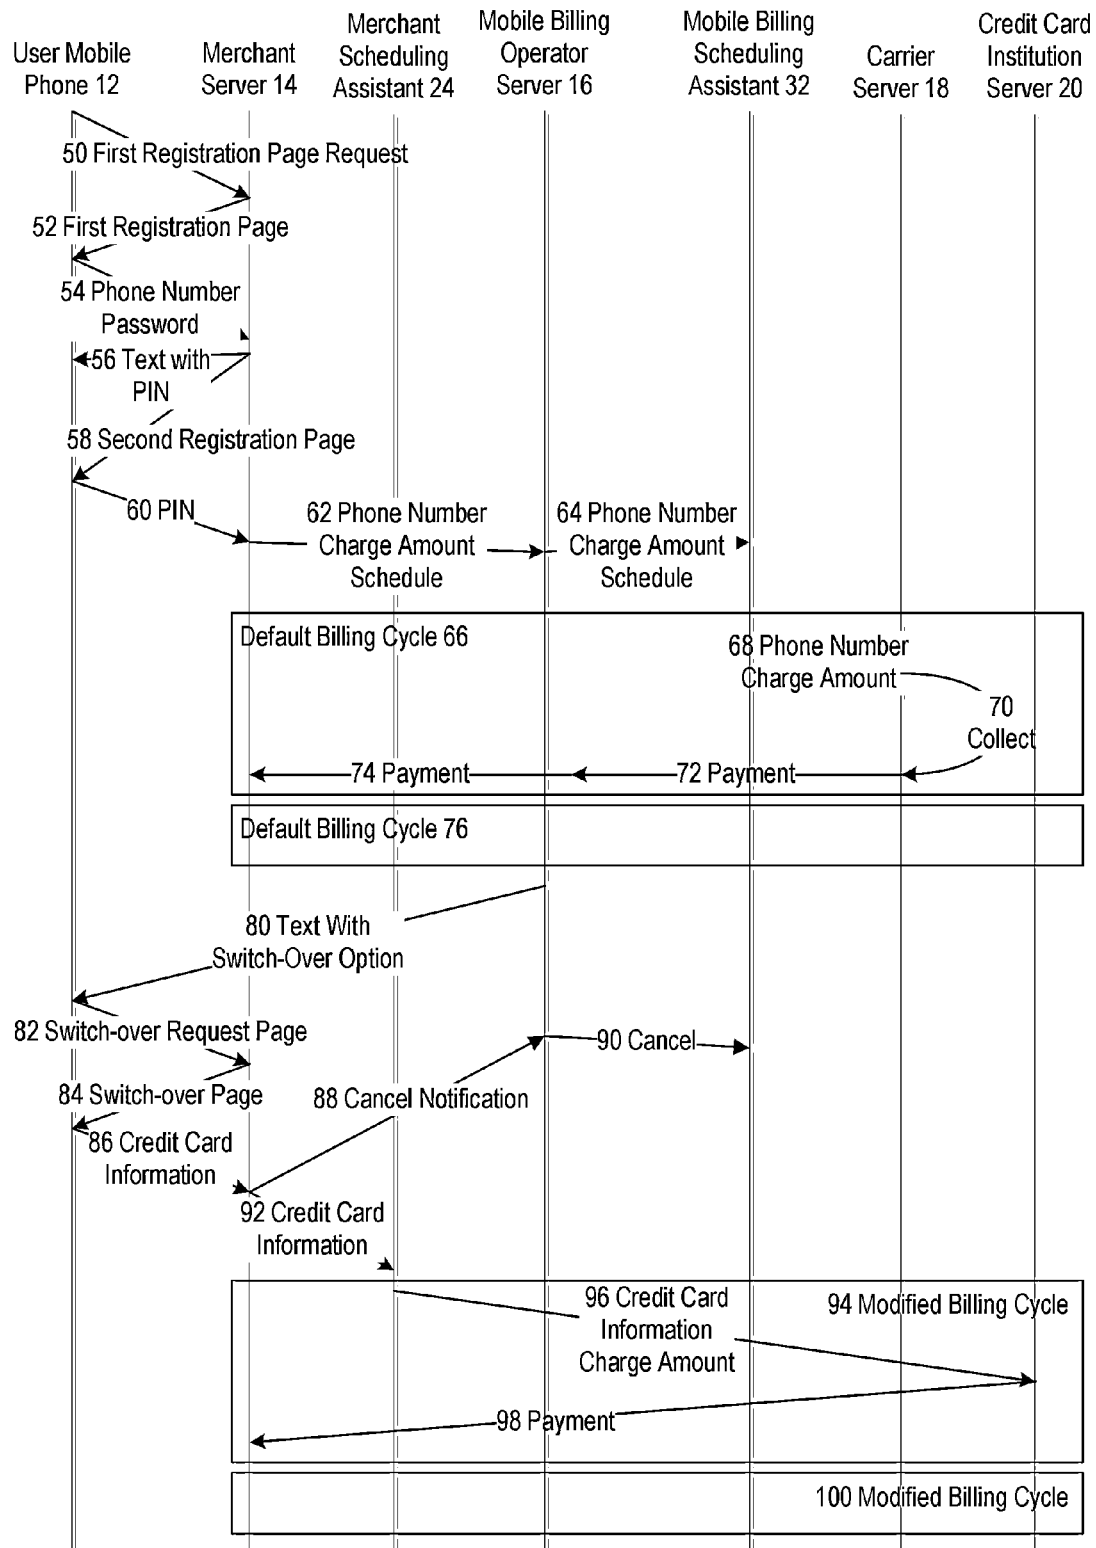 User Mobile
Phone 12
Merchant
Server 14
Merchant
Scheduling
Assistant 24
Mobile Billing
Operator
Server 16
Mobile Billing
Scheduling
Assistant 32
Carrier
Server 18
Credit Card
Institution
Server 20
50 First Registration Page Request
52 First Registration Page
54 Phone Number
Password
56 Text with
PIN
58 Second Registration Page
60 PIN
62 Phone Number
Charge Amount
Schedule
64 Phone Number
Charge Amount
Schedule
Default Billing Cycle 66
68 Phone Number
Charge Amount
70
Collect
74 Payment
72 Payment
Default Billing Cycle 76
80 Text With
Switch-Over Option
82 Switch-over Request Page
90 Cancel
84 Switch-over Page
88 Cancel Notification
86 Credit Card
Information
92 Credit Card
Information
96 Credit Card
Information
Charge Amount
94 Modified Billing Cycle
98 Payment
100 Modified Billing Cycle